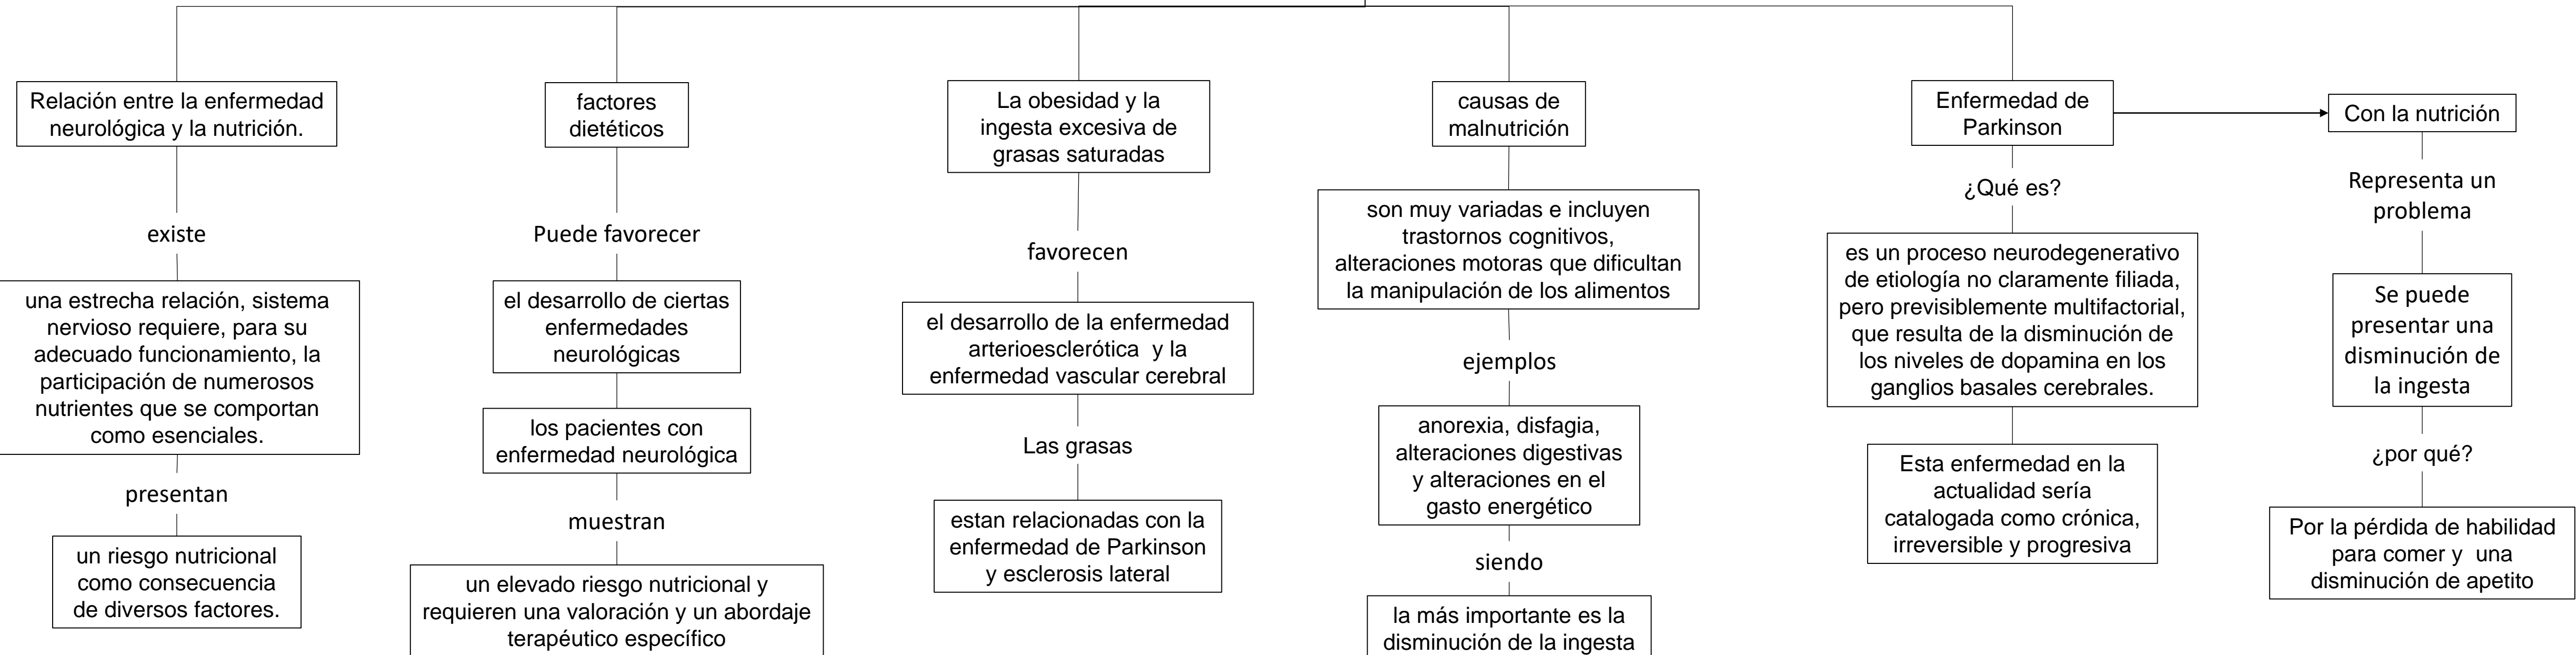 Relación entre la enfermedad
neurológica y la nutrición.
existe
una estrecha relación, sistema
nervioso requiere, para su
adecuado funcionamiento, la
participación de numerosos
nutrientes que se comportan
como esenciales.
presentan
un riesgo nutricional
como consecuencia
de diversos factores.
factores
dietéticos
Puede favorecer
el desarrollo de ciertas
enfermedades
neurológicas
los pacientes con
enfermedad neurológica
muestran
un elevado riesgo nutricional y
requieren una valoración y un abordaje
terapéutico específico
La obesidad y la
ingesta excesiva de
grasas saturadas
favorecen
el desarrollo de la enfermedad
arterioesclerótica y la
enfermedad vascular cerebral
Las grasas
estan relacionadas con la
enfermedad de Parkinson
y esclerosis lateral
causas de
malnutrición
son muy variadas e incluyen
trastornos cognitivos,
alteraciones motoras que dificultan
la manipulación de los alimentos
ejemplos
anorexia, disfagia,
alteraciones digestivas
y alteraciones en el
gasto energético
siendo
la más importante es la
disminución de la ingesta
Enfermedad de
Parkinson
¿Qué es?
es un proceso neurodegenerativo
de etiología no claramente filiada,
pero previsiblemente multifactorial,
que resulta de la disminución de
los niveles de dopamina en los
ganglios basales cerebrales.
Esta enfermedad en la
actualidad sería
catalogada como crónica,
irreversible y progresiva
Con la nutrición
Representa un
problema
Se puede
presentar una
disminución de
la ingesta
¿por qué?
Por la pérdida de habilidad
para comer y una
disminución de apetito